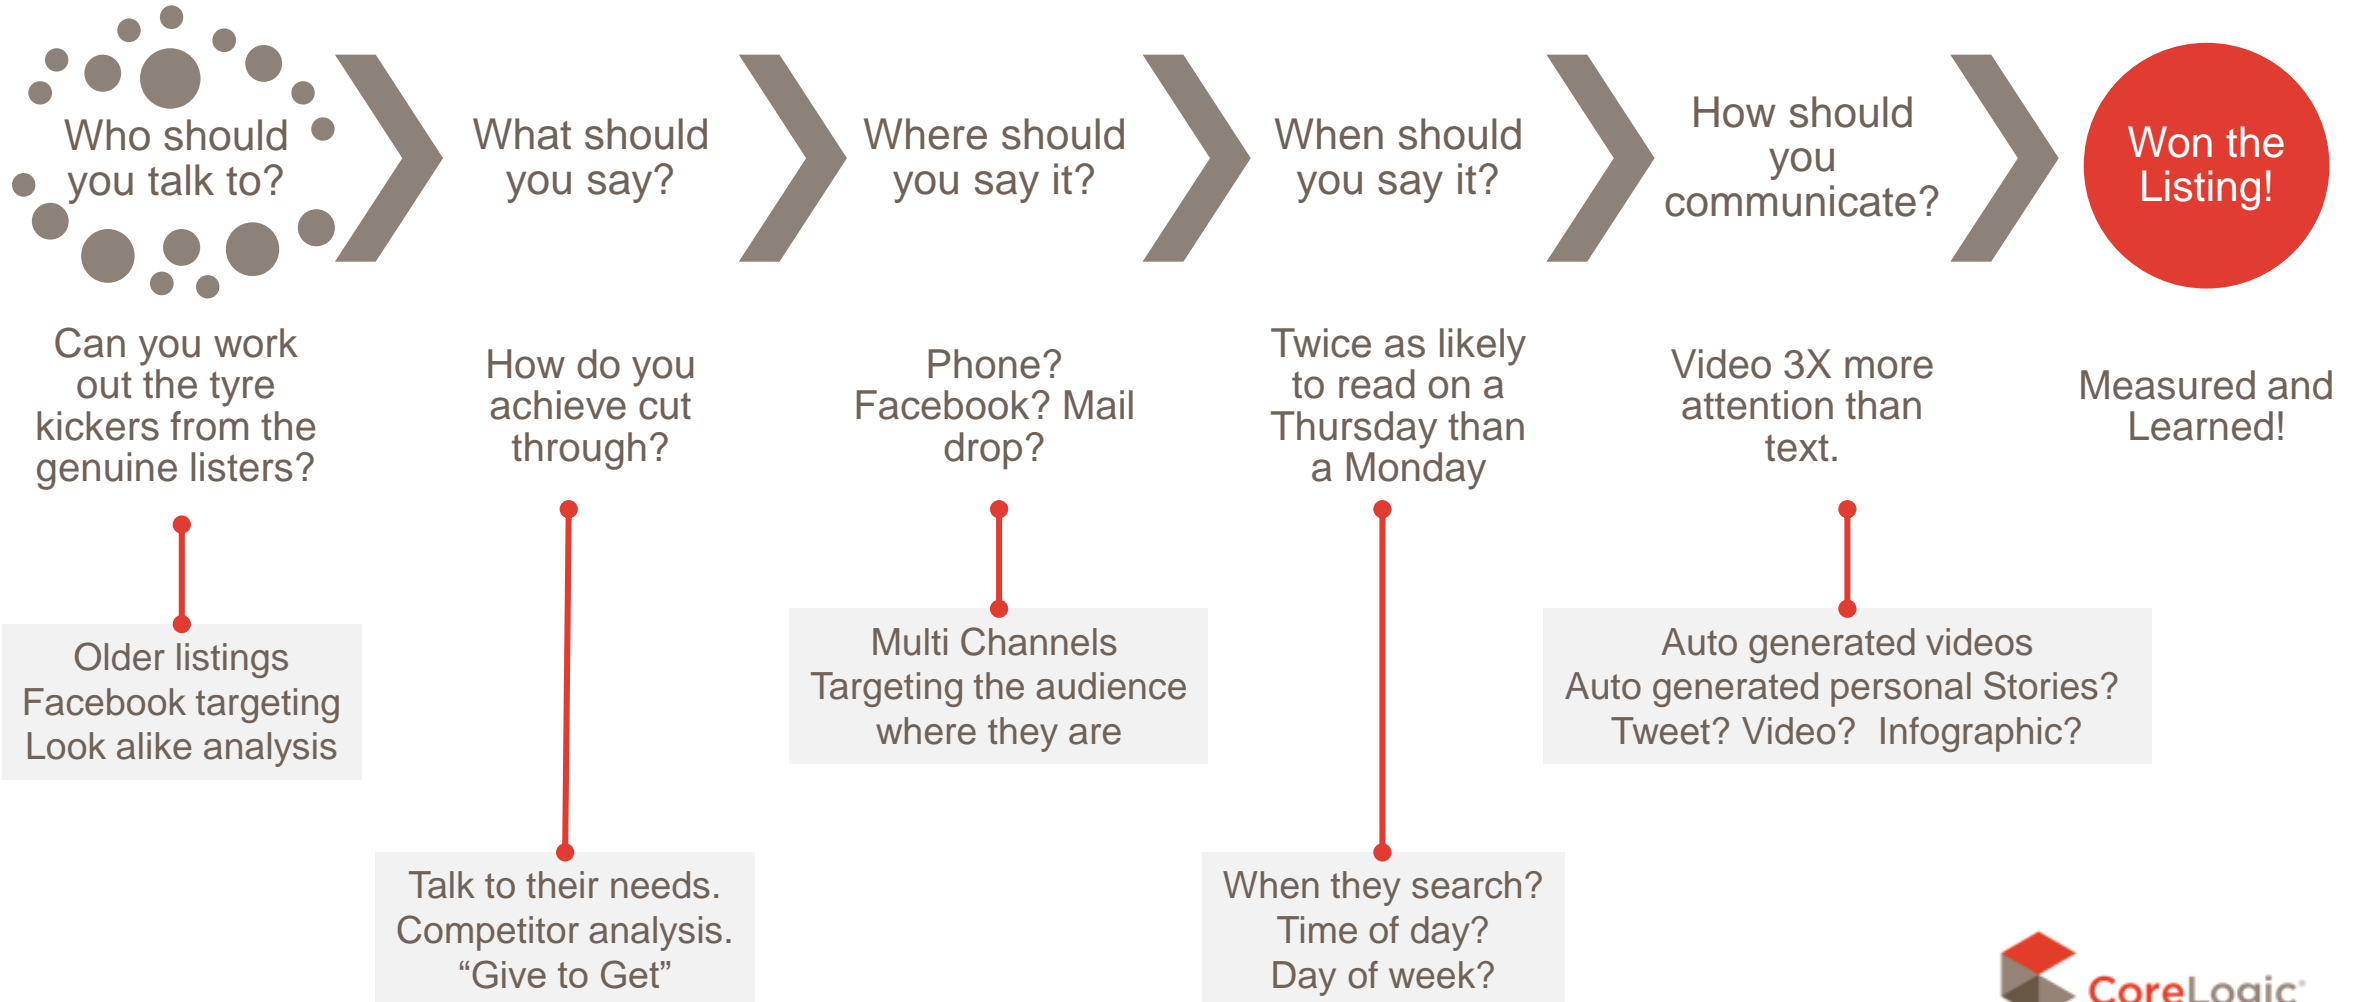 Who should
you talk to?
What should
you say?
Where should
you say it?
When should
you say it?
How should
you
communicate?
Won the
Listing!
Can you work
out the tyre
kickers from the
genuine listers?
How do you
achieve cut
through?
Phone?
Facebook? Mail
drop?
Twice as likely
to read on a
Thursday than
a Monday
Video 3X more
attention than
text.
Measured and
Learned!
Older listings
Facebook targeting
Look alike analysis
Talk to their needs.
Competitor analysis.
“Give to Get”
Multi Channels
Targeting the audience
where they are
When they search?
Time of day?
Day of week?
Auto generated videos
Auto generated personal Stories?
Tweet? Video?  Infographic?
CoreLogic